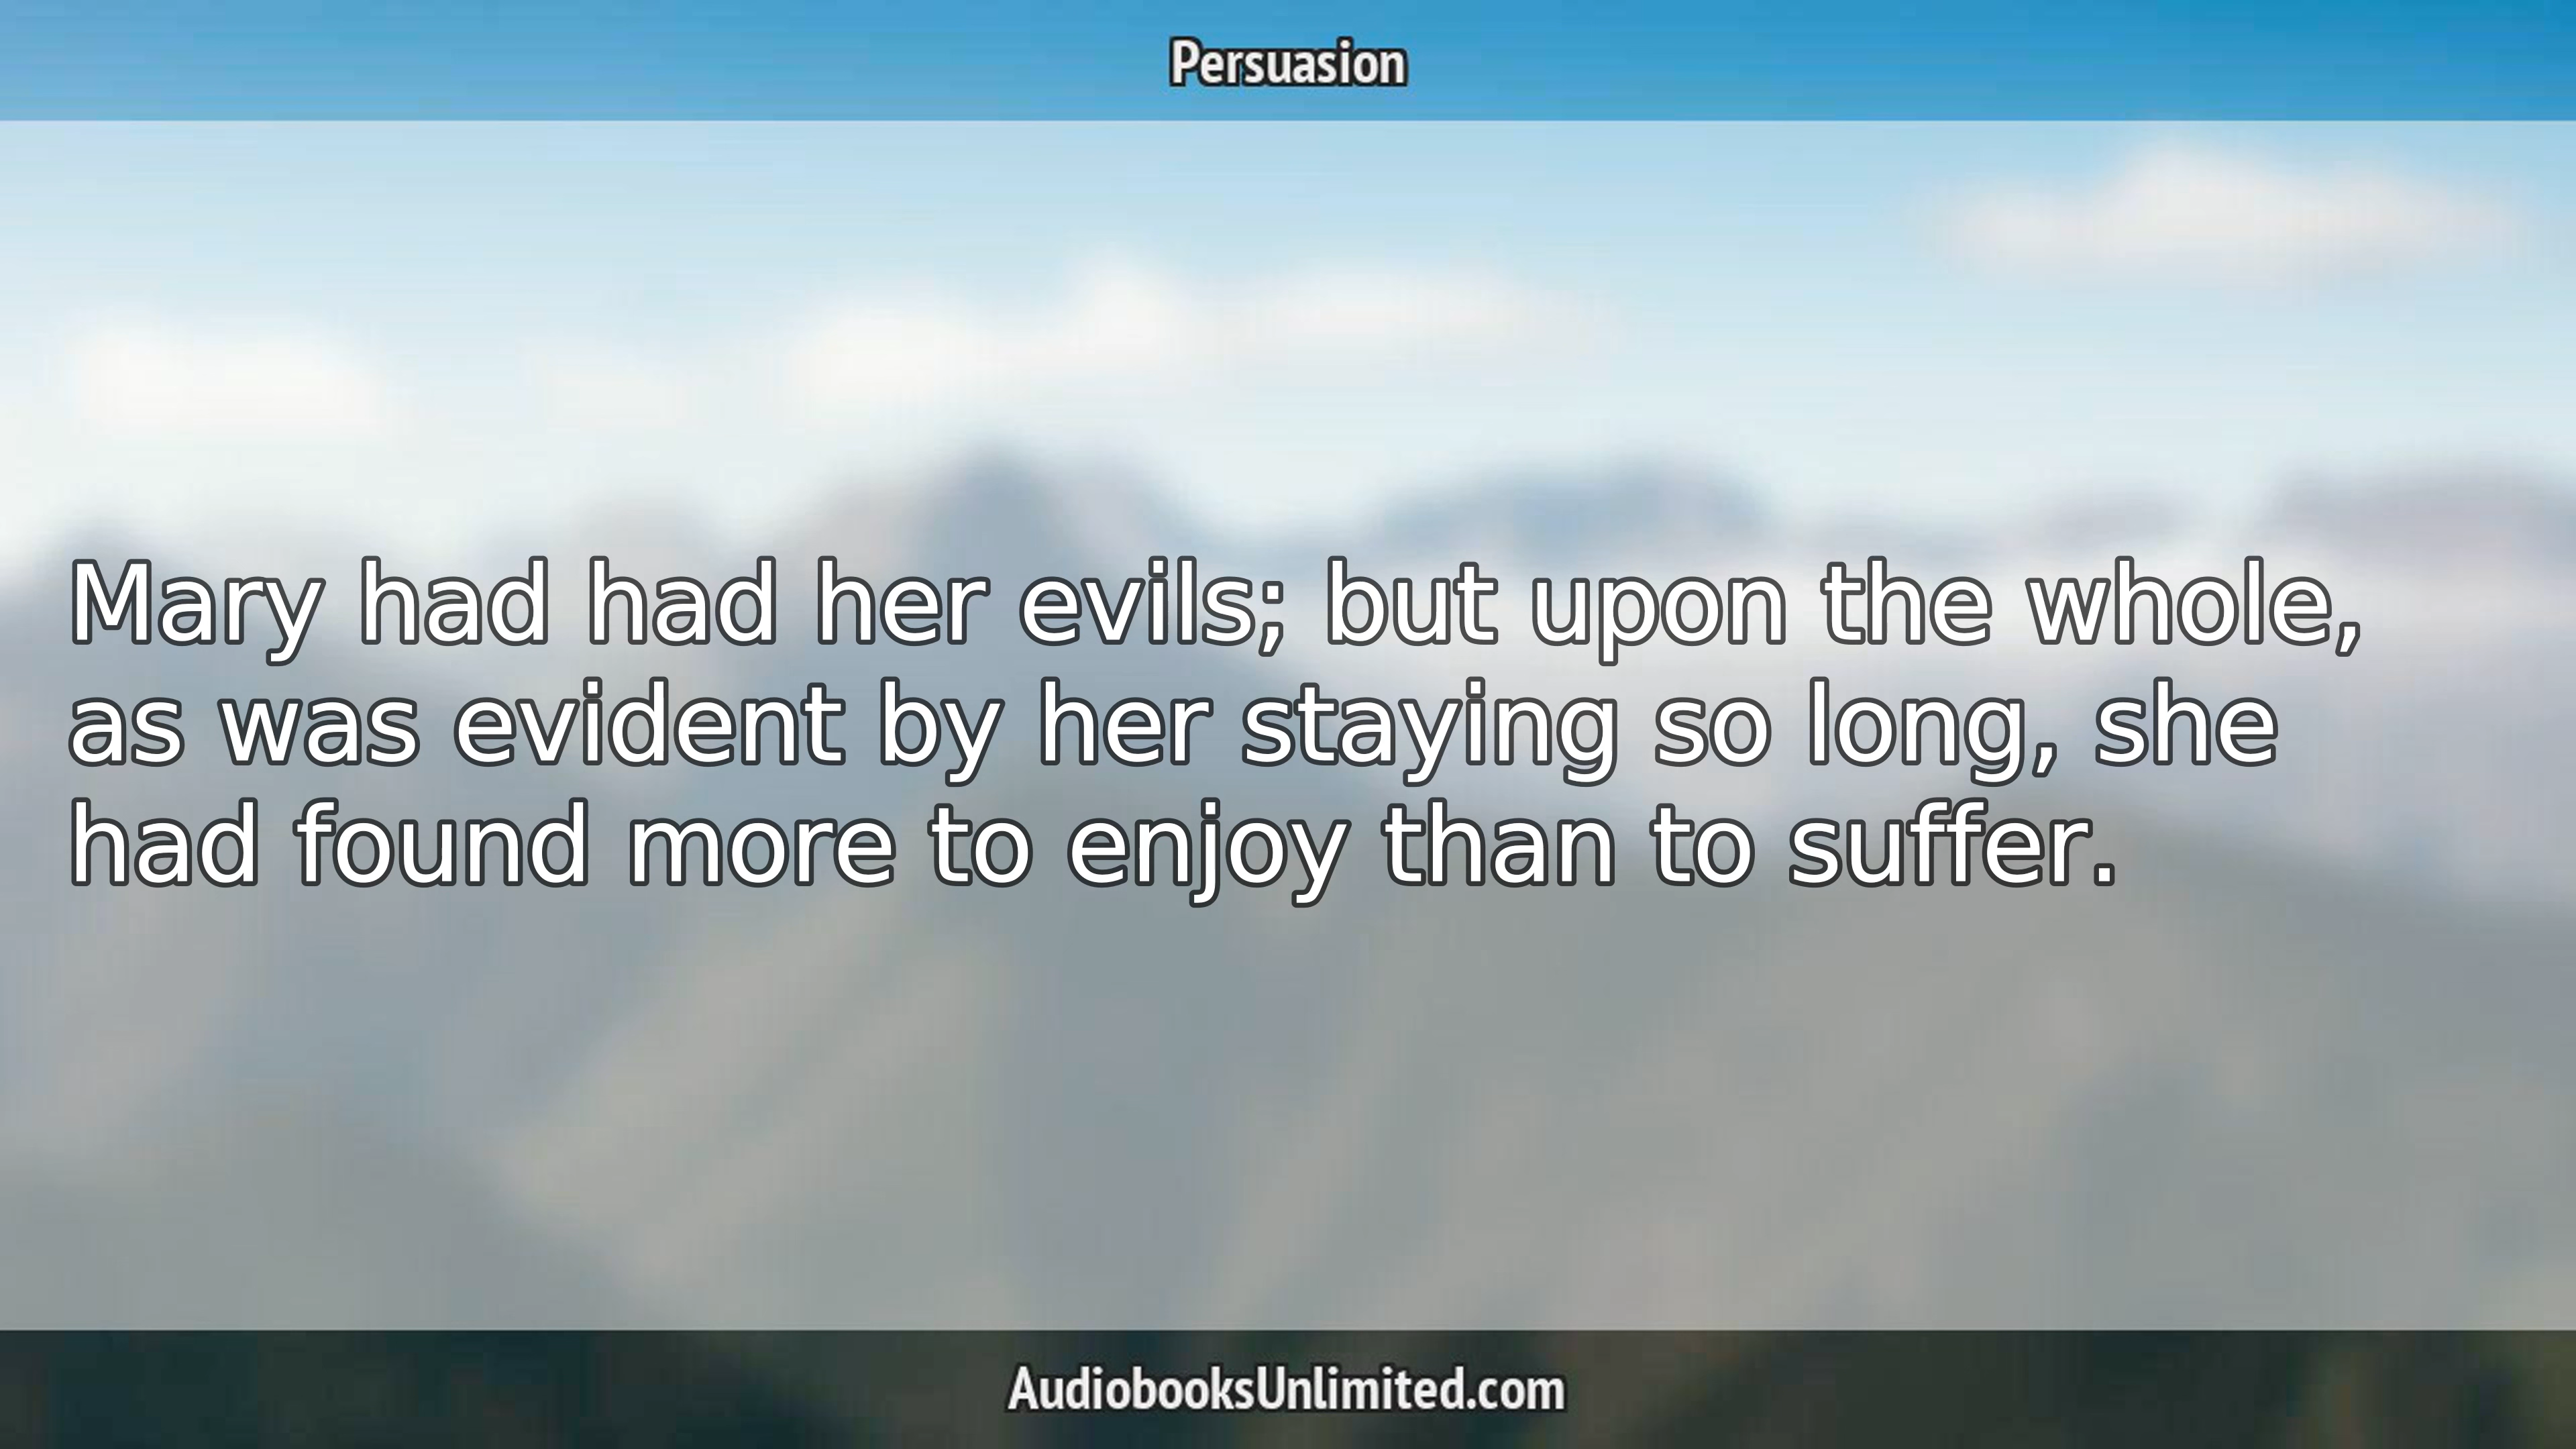 Persuasion
Mary had had her evils; but upon the whole,
as was evident by her staying so long, she
had found more to enjoy than to suffer.
AudiobooksUnlimited.com